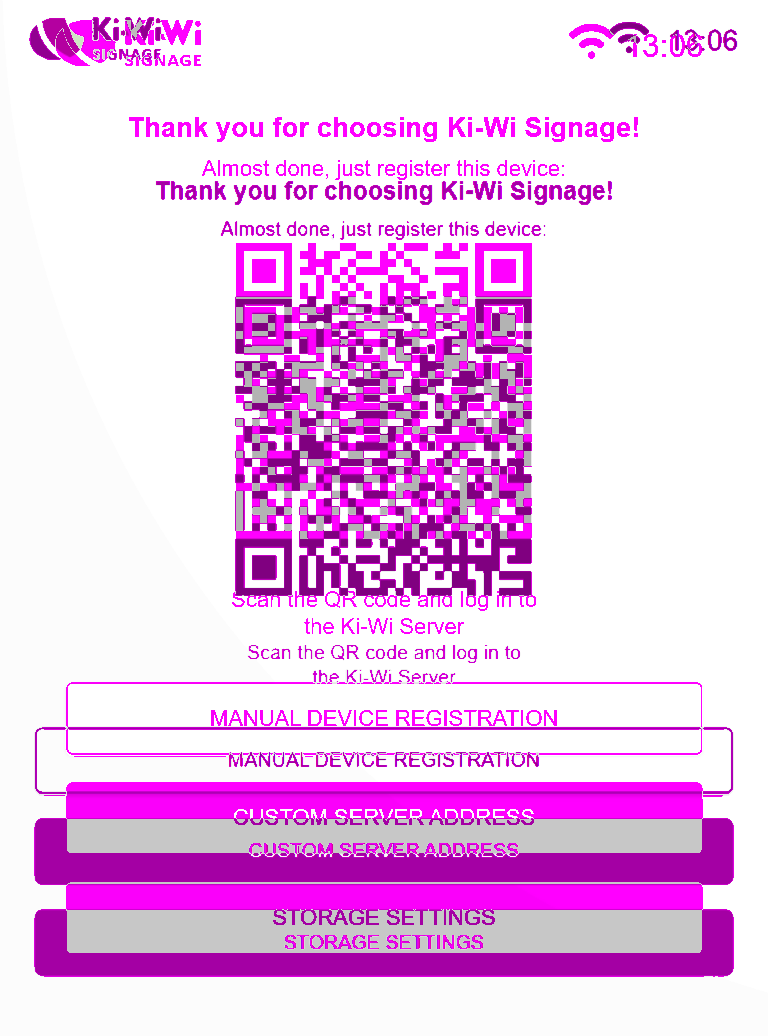 Ki-Wi
Ki-Wi
SIGNAGE
SIGNAGE
13:06
13:06
Thank you for choosing Ki-Wi Signage!
Almost done, just register this device:
Thank you for choosing Ki-Wi Signage!
Almost done, just register this device:
Scan the QR code and log in to
the Ki-Wi Server
Scan the QR code and log in to
the Ki-Wi Server
MANUAL DEVICE REGISTRATION
MANUAL DEVICE REGISTRATION
CUSTOM SERVER ADDRESS
CUSTOM SERVER ADDRESS
STORAGE SETTINGS
STORAGE SETTINGS